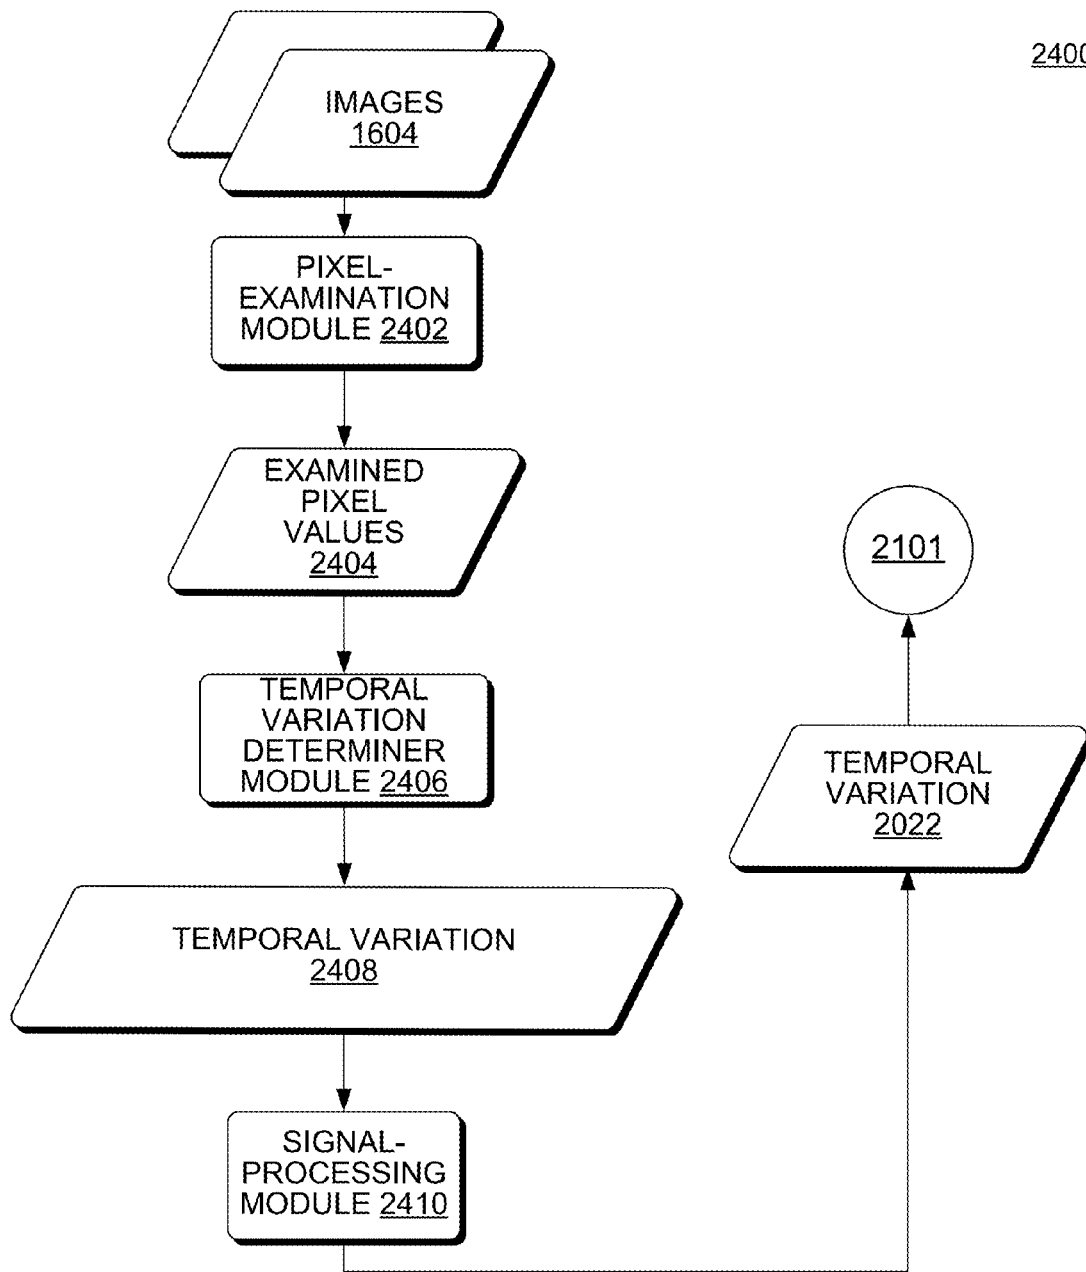 2400
IMAGES
1604
PIXEL-
EXAMINATION
MODULE 2402
EXAMINED
PIXEL
VALUES
2404
TEMPORAL
VARIATION
DETERMINER
MODULE 2406
TEMPORAL VARIATION
2408
SIGNAL-
PROCESSING
MODULE 2410
TEMPORAL
VARIATION
2022
2101